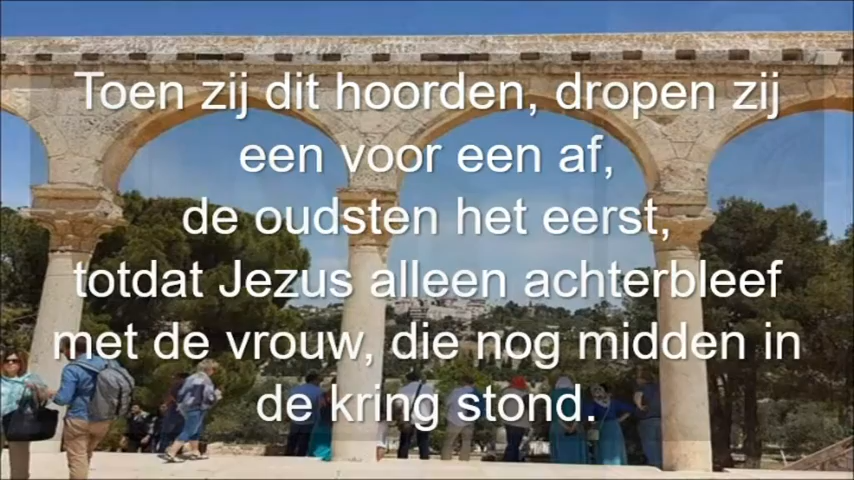 Toen zij dit hoorden, dropen zij
een voor een af,
de oudsten het eerst,
totdat Jezus alleen achterbleef
met de vrouw, die nog midden in
de kring stond.